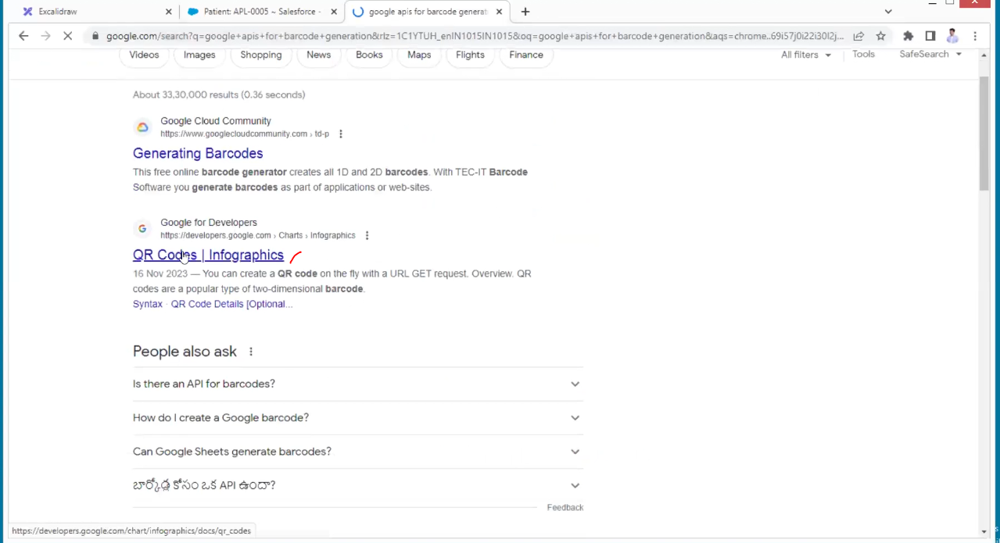 Excalidraw
Patient: APL-0005 ~ Salesforce -
google apis for barcode generat
google.com/search?q=google+apis+for+barcode+generation&rlz=1C1YTUH_enIN1015IN1015&oq=google+apis+for+barcode+generation&aqs=chrome..69i57j0i22i30l2j...
Videos
Images
Shopping
News
Books
Maps
Flights
Finance
All filters
Tools
SafeSearch
About 33,30,000 results (0.36 seconds)
Google Cloud Community
https://www.googlecloudcommunity.com › td-p
Generating Barcodes
This free online barcode generator creates all 1D and 2D barcodes. With TEC-IT Barcode
Software you generate barcodes as part of applications or web-sites.
Google for Developers
https://developers.google.com › Charts › Infographics
QR Codes | Infographics
16 Nov 2023 — You can create a QR code on the fly with a URL GET request. Overview. QR
codes are a popular type of two-dimensional barcode.
Syntax · QR Code Details [Optional...
People also ask
Is there an API for barcodes?
How do I create a Google barcode?
Can Google Sheets generate barcodes?
బార్కోడ్ల కోసం ఒక API ఉందా?
Feedback
https://developers.google.com/chart/infographics/docs/qr_codes